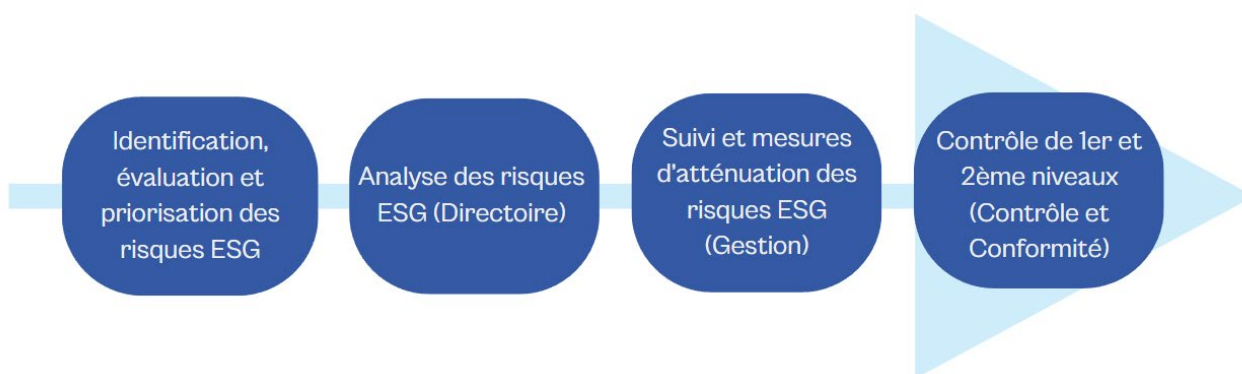 Identification,
évaluation et
priorisation des
risques ESG
Analyse des risques
ESG (Directoire)
Suivi et mesures
d'atténuation des
risques ESG
(Gestion)
Contrôle de 1er et
2ème niveaux
(Contrôle et
Conformité)